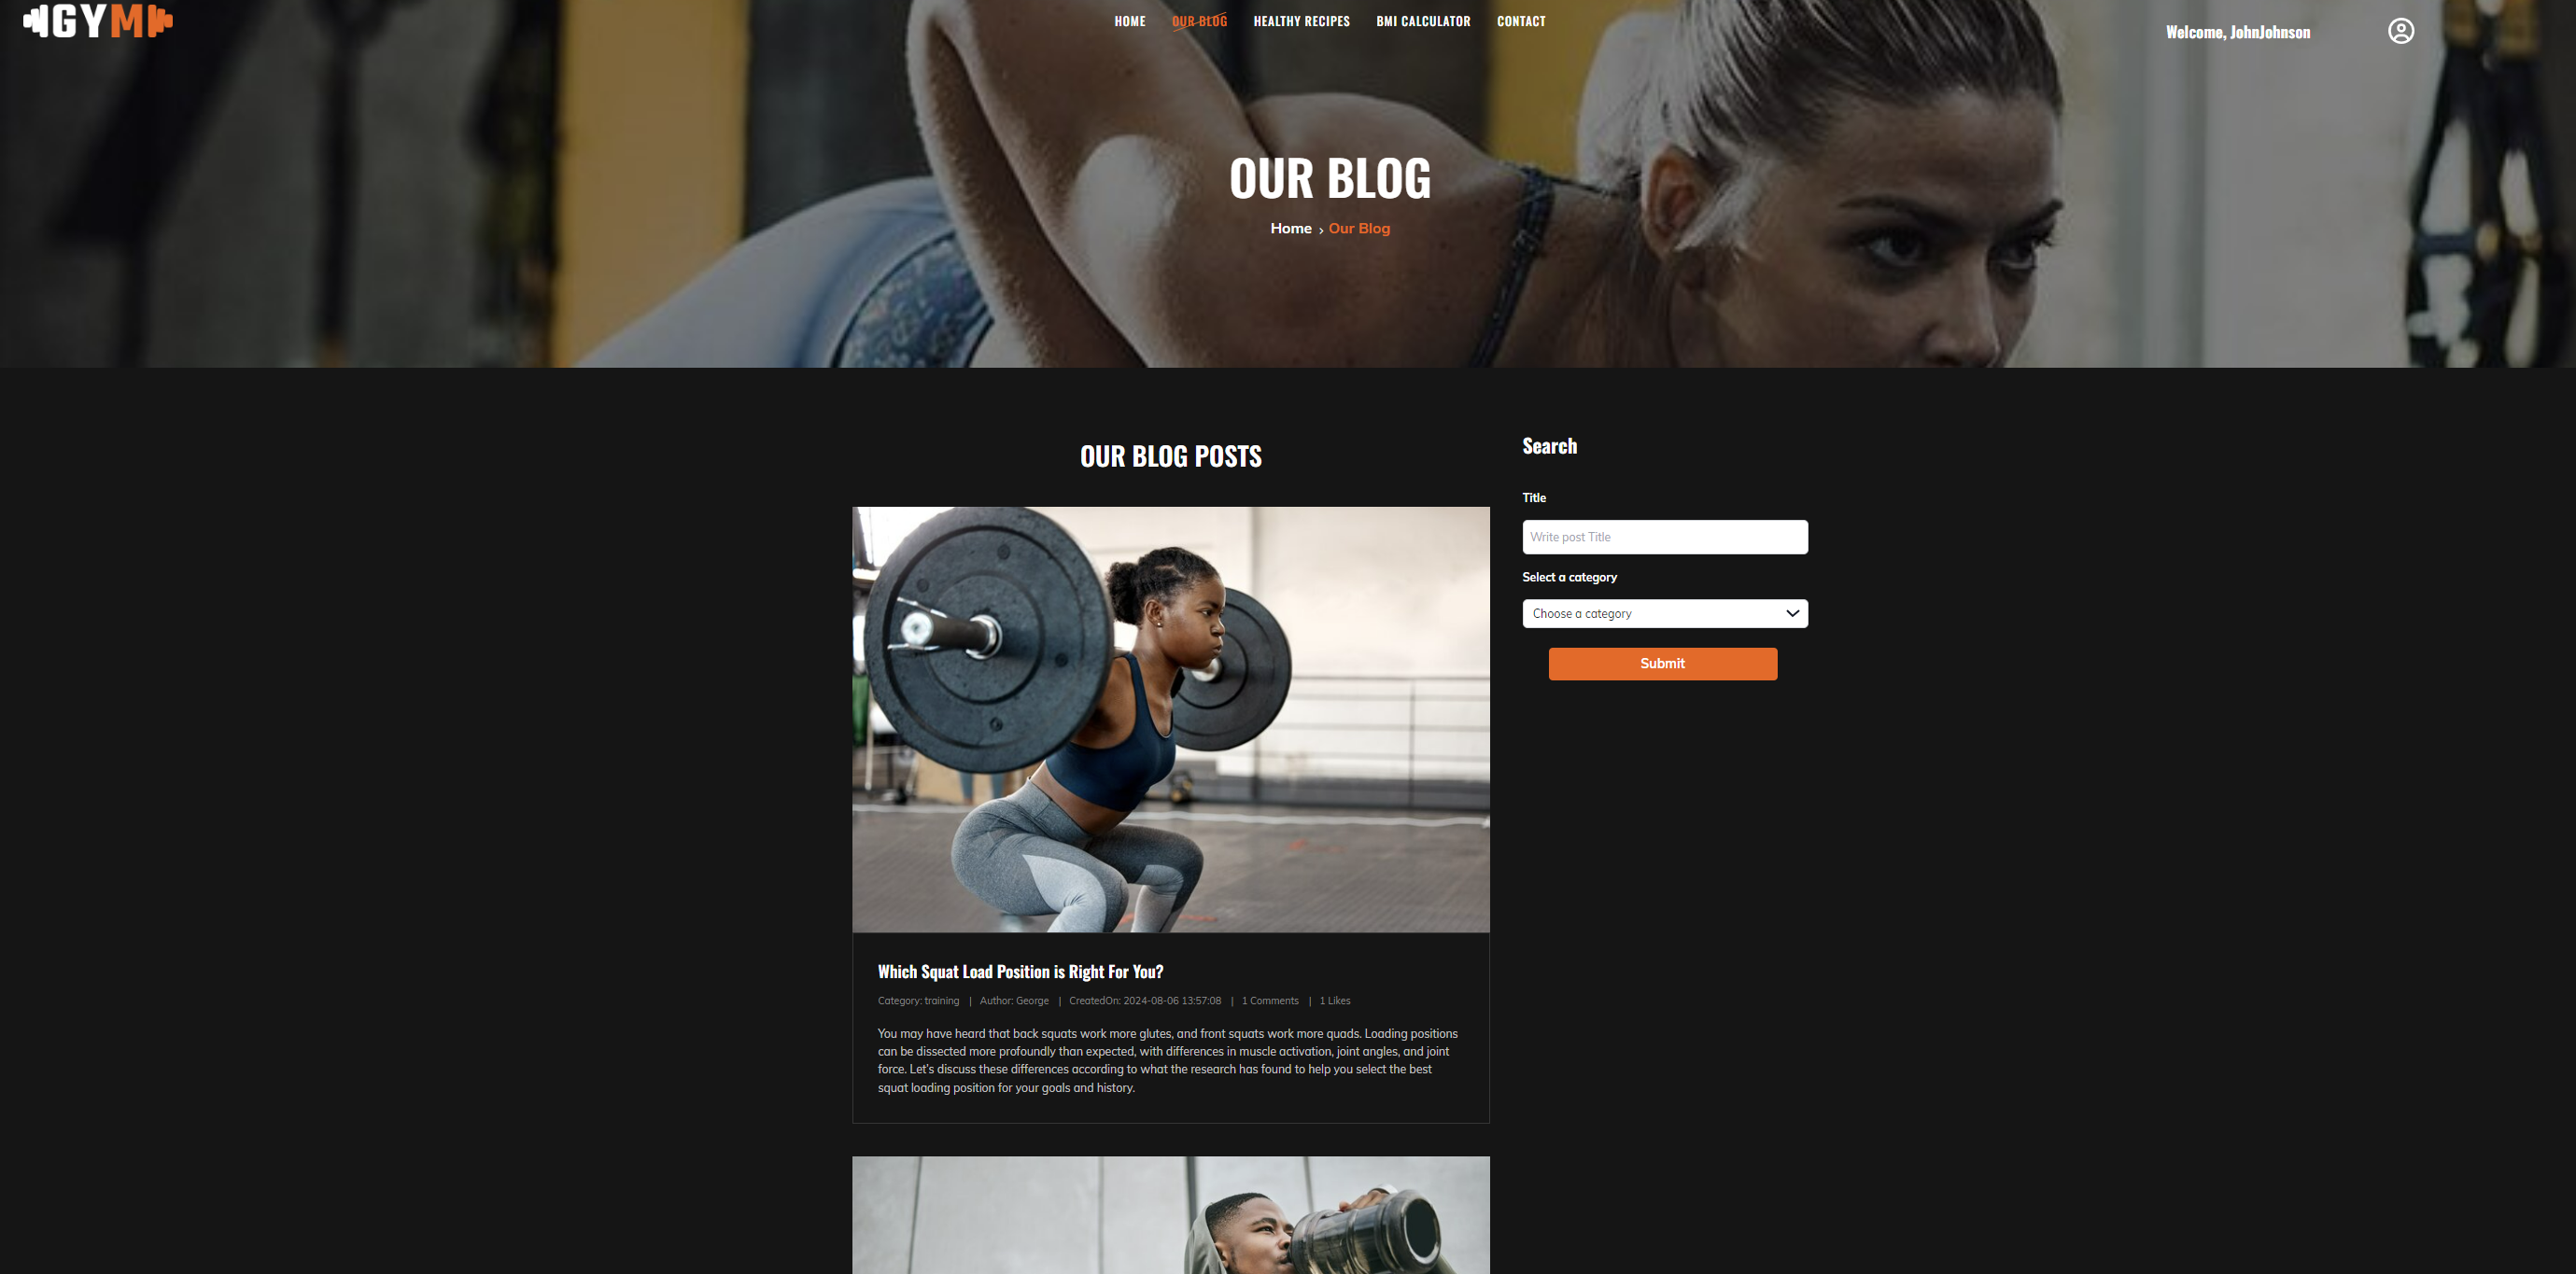 GYM
HOME OUR BLOG HEALTHY RECIPES BMI CALCULATOR CONTACT
Welcome, JohnJohnson
OUR BLOG
Home › Our Blog
OUR BLOG POSTS
Which Squat Load Position is Right For You?
Category: training | Author: George | CreatedOn: 2024-08-06 13:57:08 | 1 Comments | 1 Likes
You may have heard that back squats work more glutes, and front squats work more quads. Loading positions
can be dissected more profoundly than expected, with differences in muscle activation, joint angles, and joint
force. Let's discuss these differences according to what the research has found to help you select the best
squat loading position for your goals and history.
Search
Title
Write post Title
Select a category
Choose a category
Submit